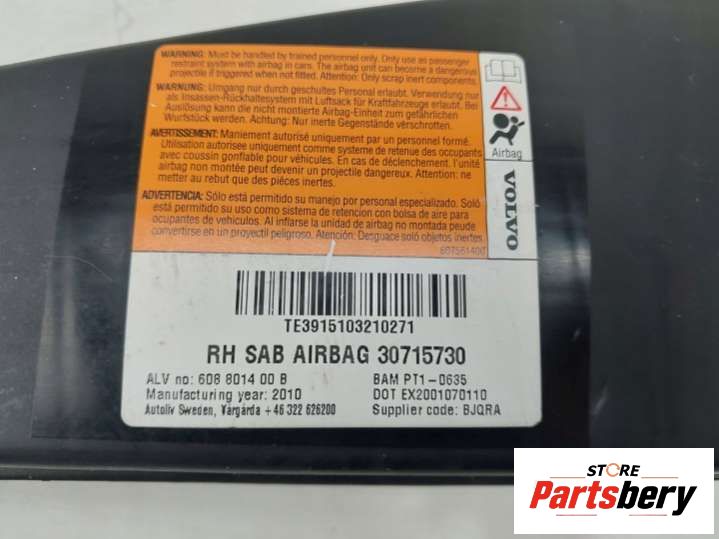 WARNING: Must be handled by trained personnel only. Only use as passenger
restraint system with airbag in cars. The airbag unit can become a dangerous
projectile if triggered when not fitted. Attention: Only scrap inert components.
WARNUNG: Umgang nur durch geschultes Personal erlaubt. Verwendung nur
als Insassen-Rückhaltesystem mit Luftsack für Kraftfahrzeuge erlaubt. Bei
Auslösung kann die nicht montierte Airbag-Einheit zum gefährlichen
Wurfstück werden. Achtung: Nur inerte Gegenstände verschrotten.
AVERTISSEMENT: Maniement autorisé uniquement par un personnel formé.
Utilisation autorisee uniquement comme systeme de retenue des occupants
avec coussin gonflable pour véhicules. En cas de déclenchement, l'unité
airbag non montée peut devenir un projectile dangereux. Attention: ne
metter au rebut que des piéces inertes.
ADVERTENCIA: Sólo está permitido su manejo por personal especializado. Soló
está permitido su uso como sistema de retencion con bolsa de aire para
ocupantes de vehículos. Al inflarse la unidad de airbag no montada peude
convertirse en un proyectil peligroso. Atención: Desguace soló objetos inertes
607561400
Airbag
VOLVO
TE3915103210271
RH SAB AIRBAG 30715730
ALV no: 608 8014 00 B
BAM PT1-0635
Manufacturing year: 2010
DOT EX2001070110
Autoliv Sweden, Vårgårda +46 322 626200
Supplier code: BJQRA
STORE
Partsbery